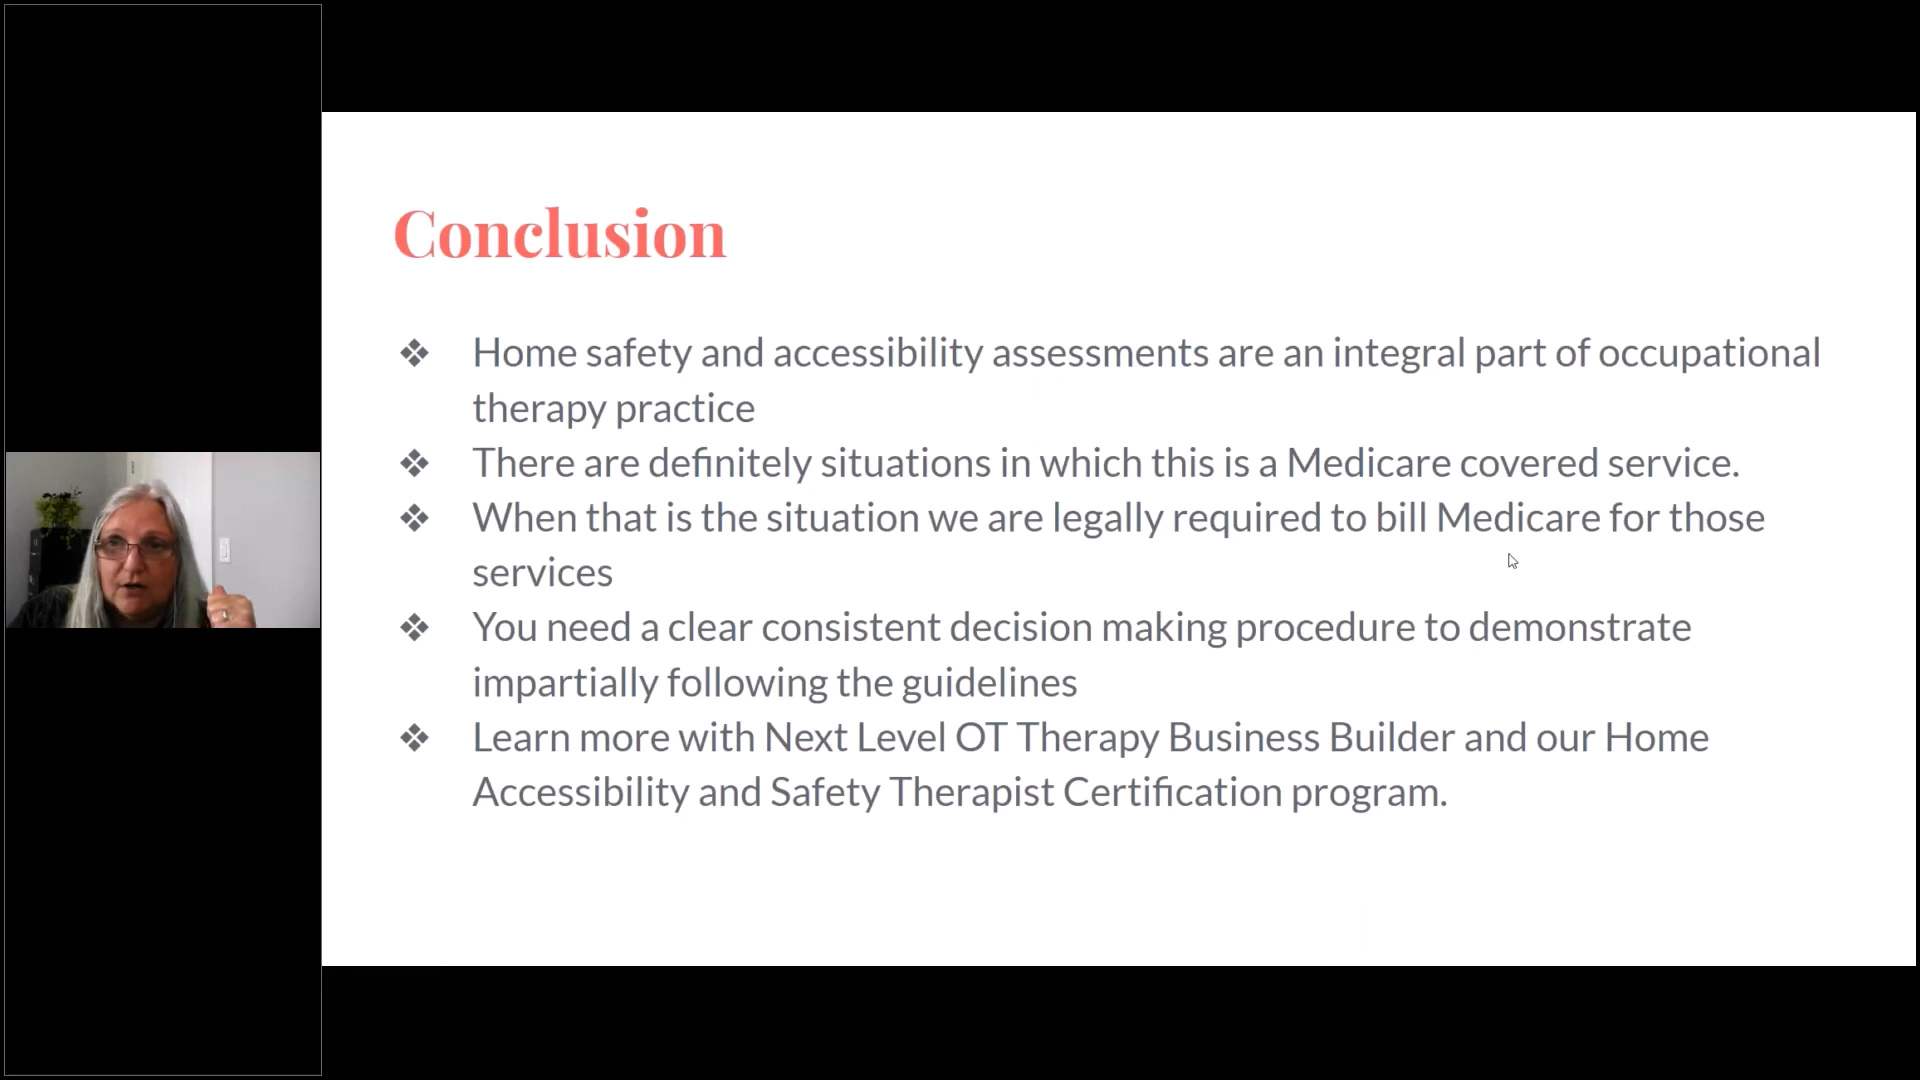 Conclusion
❖ Home safety and accessibility assessments are an integral part of occupational
therapy practice
❖ There are definitely situations in which this is a Medicare covered service.
❖ When that is the situation we are legally required to bill Medicare for those
services
❖ You need a clear consistent decision making procedure to demonstrate
impartially following the guidelines
❖ Learn more with Next Level OT Therapy Business Builder and our Home
Accessibility and Safety Therapist Certification program.